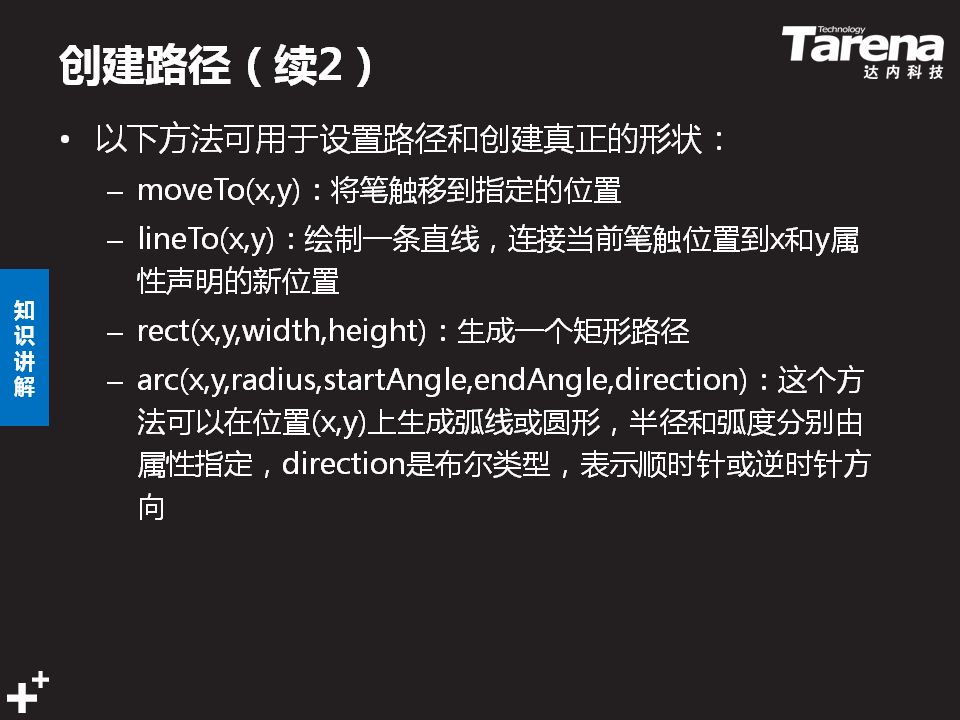 创建路径（续2）
Technology
Tarena
达内科技
• 以下方法可用于设置路径和创建真正的形状：
– moveTo(x,y)：将笔触移到指定的位置
– lineTo(x,y)：绘制一条直线，连接当前笔触位置到x和y属
性声明的新位置
– rect(x,y,width,height)：生成一个矩形路径
– arc(x,y,radius,startAngle,endAngle,direction)：这个方
法可以在位置(x,y)上生成弧线或圆形，半径和弧度分别由
属性指定，direction是布尔类型，表示顺时针或逆时针方
向
知
识
讲
解